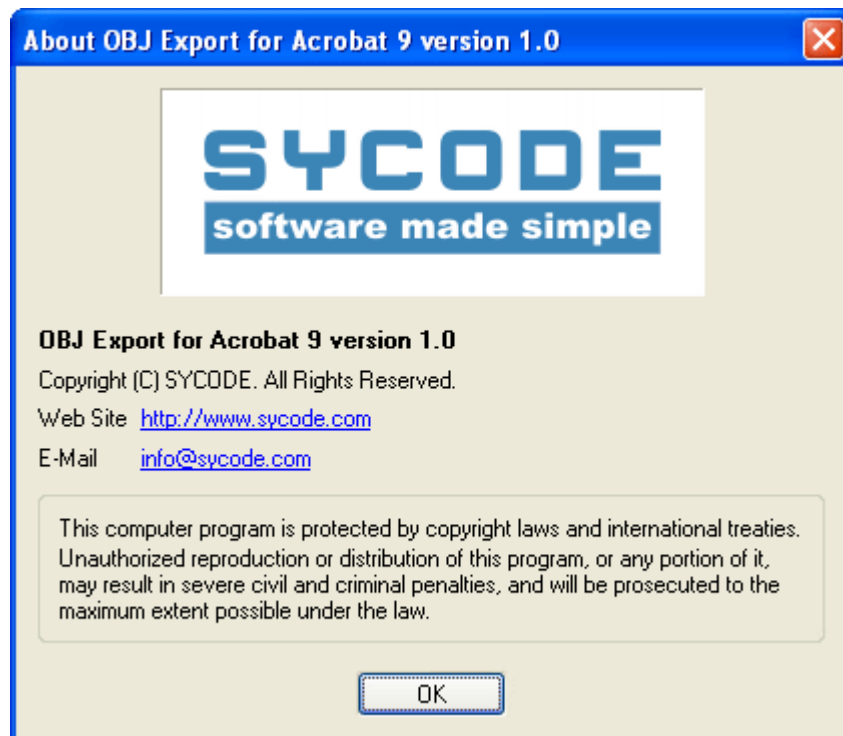 About OBJ Export for Acrobat 9 version 1.0
SYCODE
software made simple
OBJ Export for Acrobat 9 version 1.0
Copyright (C) SYCODE. All Rights Reserved.
Web Site http://www.sycode.com
E-Mail info@sycode.com
This computer program is protected by copyright laws and international treaties.
Unauthorized reproduction or distribution of this program, or any portion of it,
may result in severe civil and criminal penalties, and will be prosecuted to the
maximum extent possible under the law.
OK